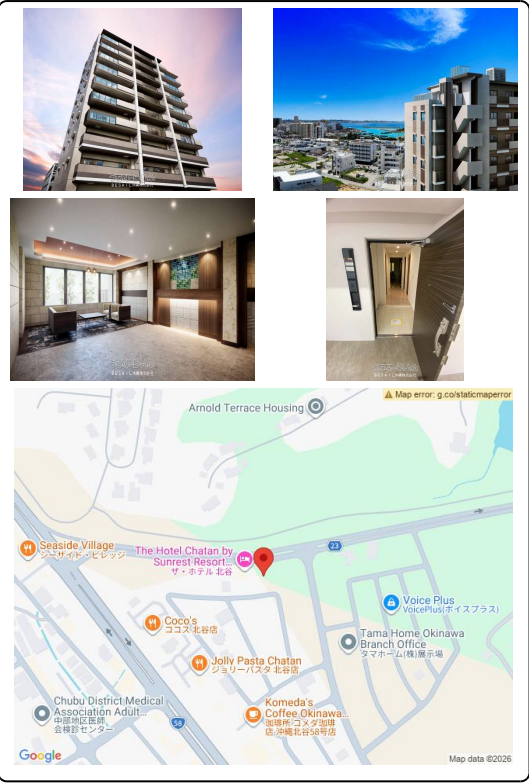 Map error: g.co/staticmaperror
Arnold Terrace Housing
23
Seaside Village
シーサイド・ビレッジ
The Hotel Chatan by
Sunrest Resort...
ザ・ホテル 北谷
Voice Plus
VoicePlus(ボイスプラス)
Coco's
ココス 北谷店
Tama Home Okinawa
Branch Office
タマホーム(株)展示場
Jolly Pasta Chatan
ジョリーパスタ 北谷店
Chubu District Medical
Association Adult...
中部地区医師
会検診センター
58
Komeda's
Coffee Okinawa...
珈琲所 コメダ珈琲
店 沖縄北谷58号店
Google
Map data ©2026